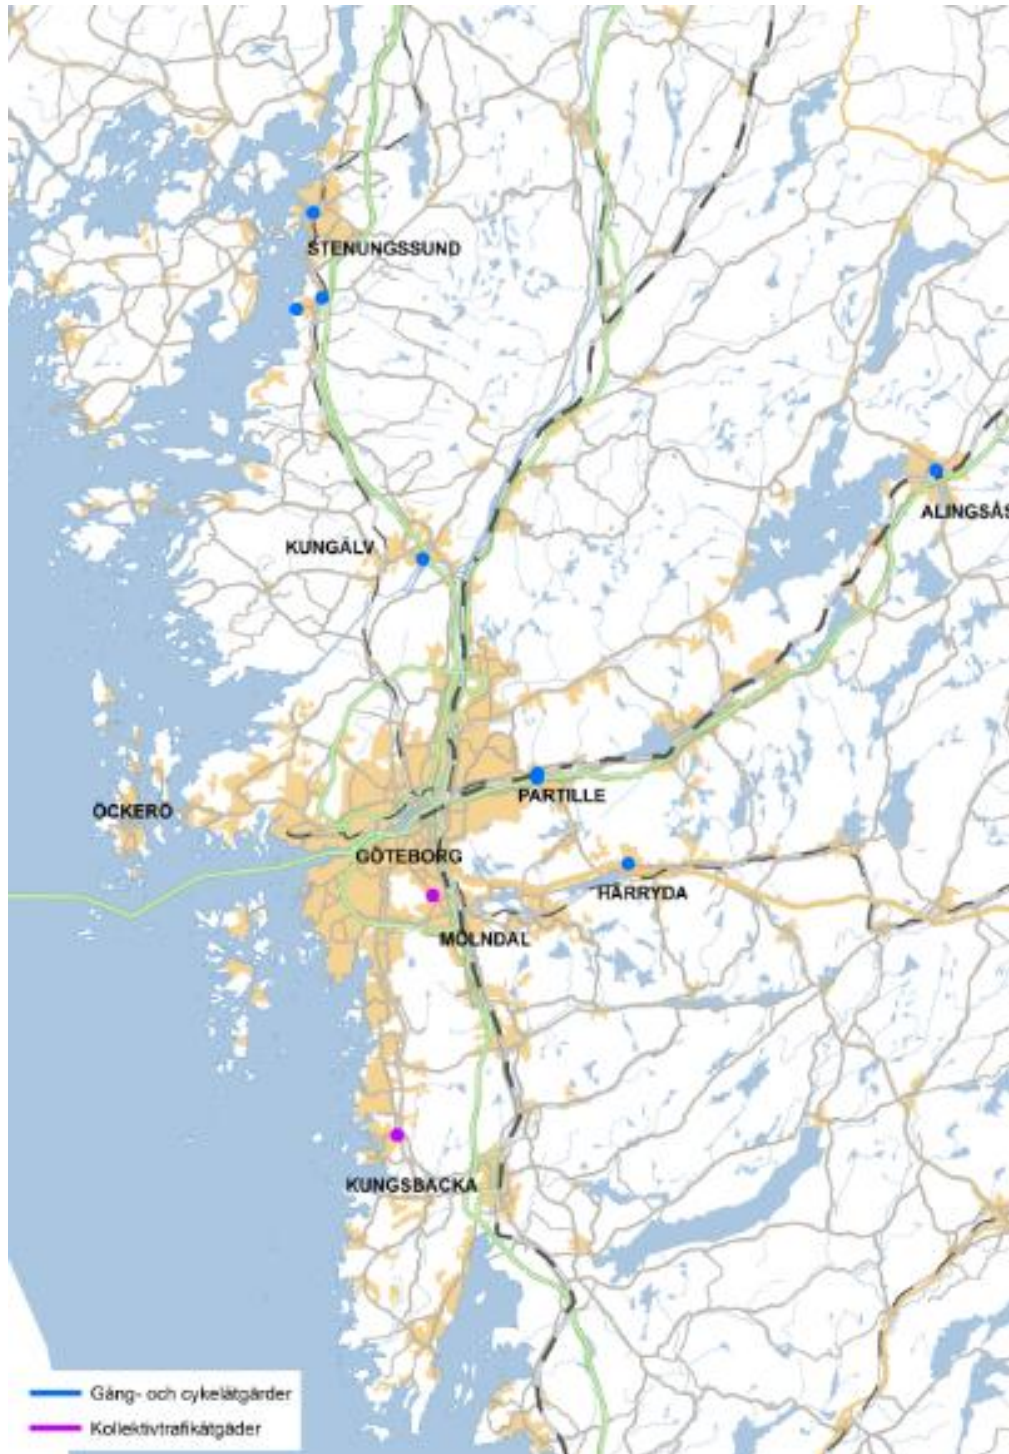 STENUNGSSUND
KUNGÄLV
ALINGSÅS
ÖCKERÖ
PARTILLE
GÖTEBORG
HÄRRYDA
MÖLNDAL
KUNGSBACKA
Gång- och cykelåtgärder
Kollektivtrafikåtgäder